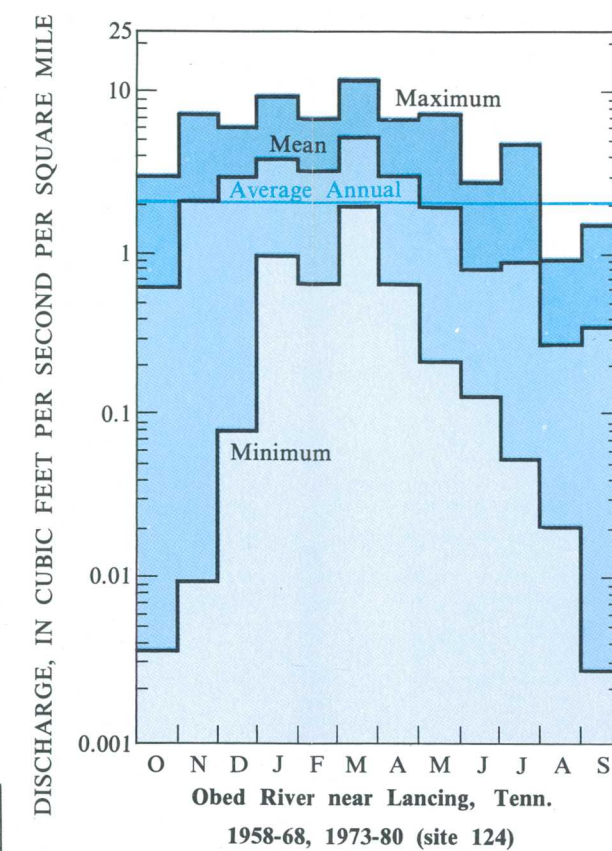 DISCHARGE, IN CUBIC FEET PER SECOND PER SQUARE MILE
25
10
1
0.1
0.01
0.001
Maximum
Mean
Average Annual
Minimum
O N D J F M A M J J A S
Obed River near Lancing, Tenn.
1958-68, 1973-80 (site 124)